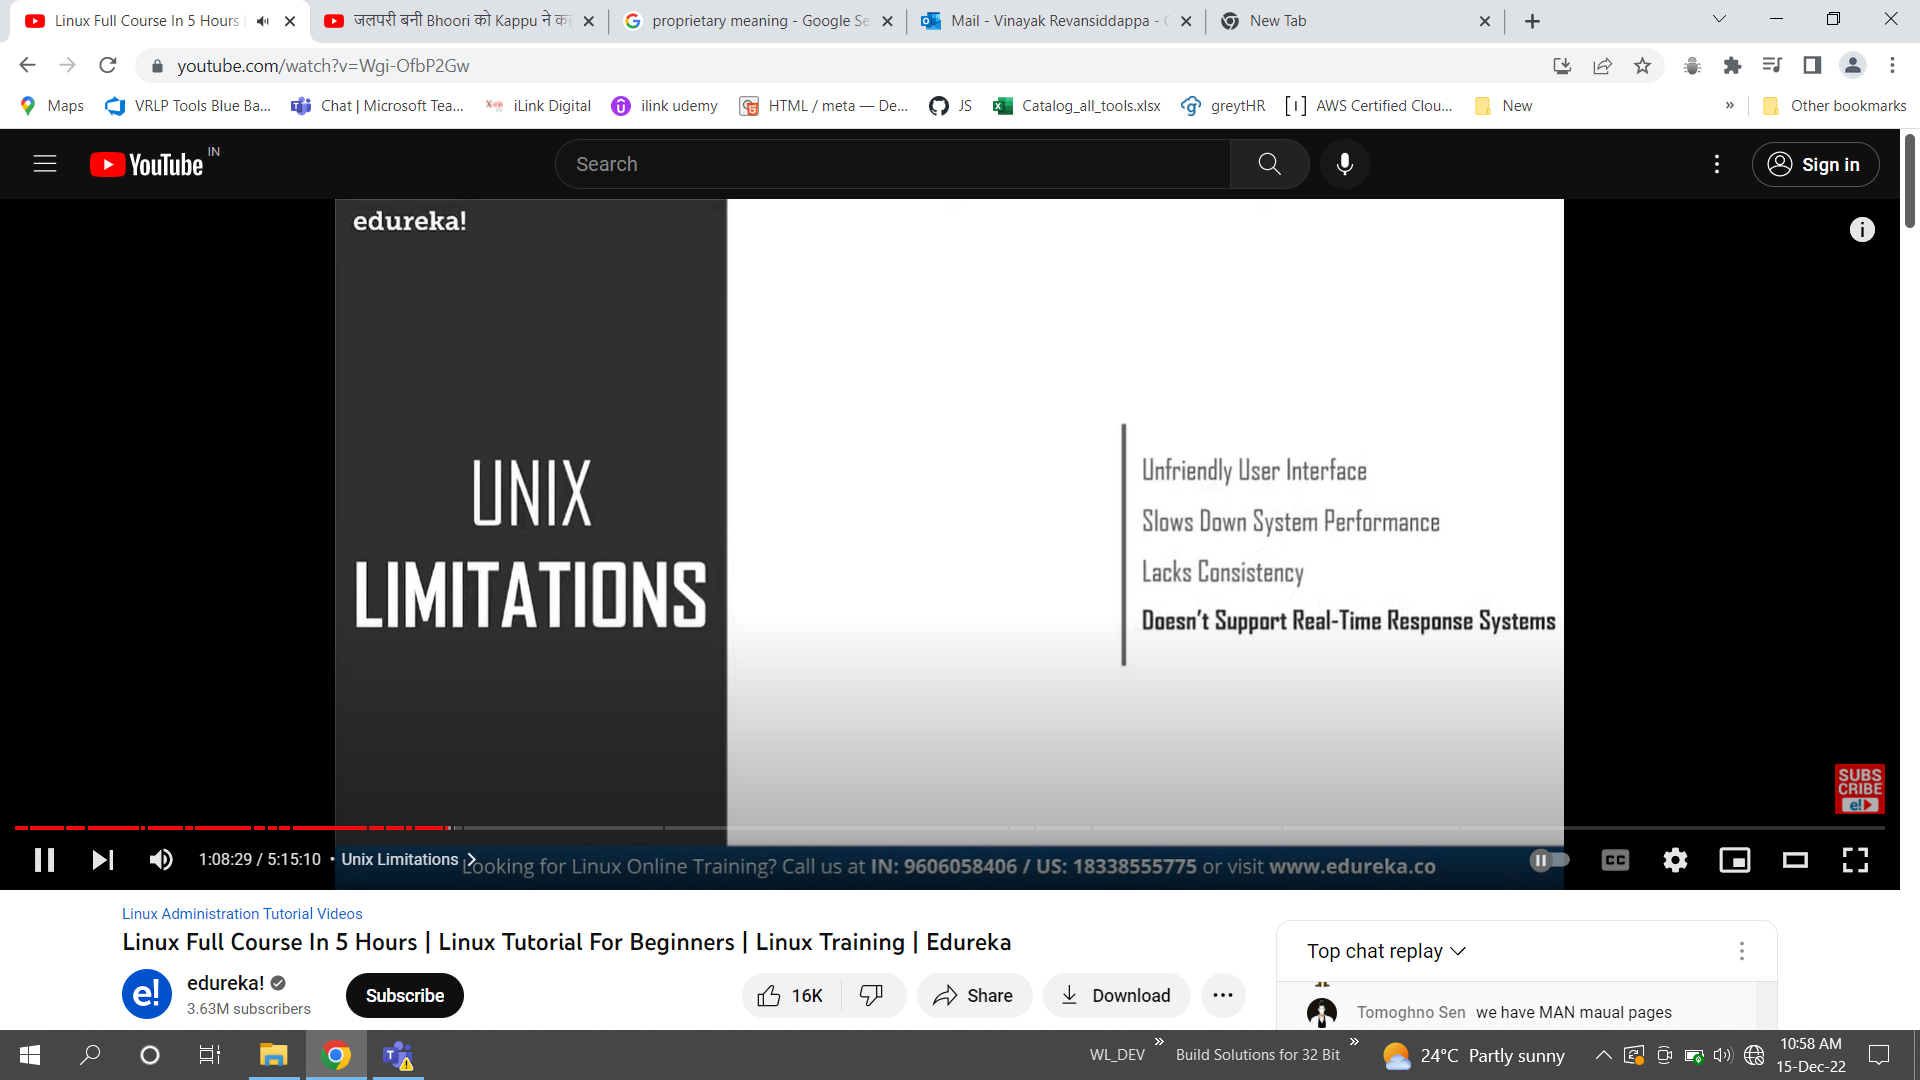 Linux Full Course In 5 Hours |
जलपरी बनी Bhoori को Kappu ने
proprietary meaning - Google Se
Mail - Vinayak Revansiddappa -
New Tab
youtube.com/watch?v=Wgi-OfbP2Gw
Maps
VRLP Tools Blue Ba...
Chat | Microsoft Tea...
iLink Digital
ilink udemy
HTML / meta — De...
JS
Catalog_all_tools.xlsx
greytHR
AWS Certified Clou...
New
»
Other bookmarks
YouTube IN
Search
Sign in
edureka!
UNIX
LIMITATIONS
Unfriendly User Interface
Slows Down System Performance
Lacks Consistency
Doesn't Support Real-Time Response Systems
SUBS
CRIBE
e!
1:08:29 / 5:15:10 • Unix Limitations
Looking for Linux Online Training? Call us at IN: 9606058406 / US: 18338555775 or visit www.edureka.co
CC
Linux Administration Tutorial Videos
Linux Full Course In 5 Hours | Linux Tutorial For Beginners | Linux Training | Edureka
e!
edureka!
3.63M subscribers
Subscribe
16K
Share
Download
Top chat replay
Tomoghno Sen we have MAN maual pages
WL_DEV »
Build Solutions for 32 Bit »
24°C Partly sunny
10:58 AM
15-Dec-22